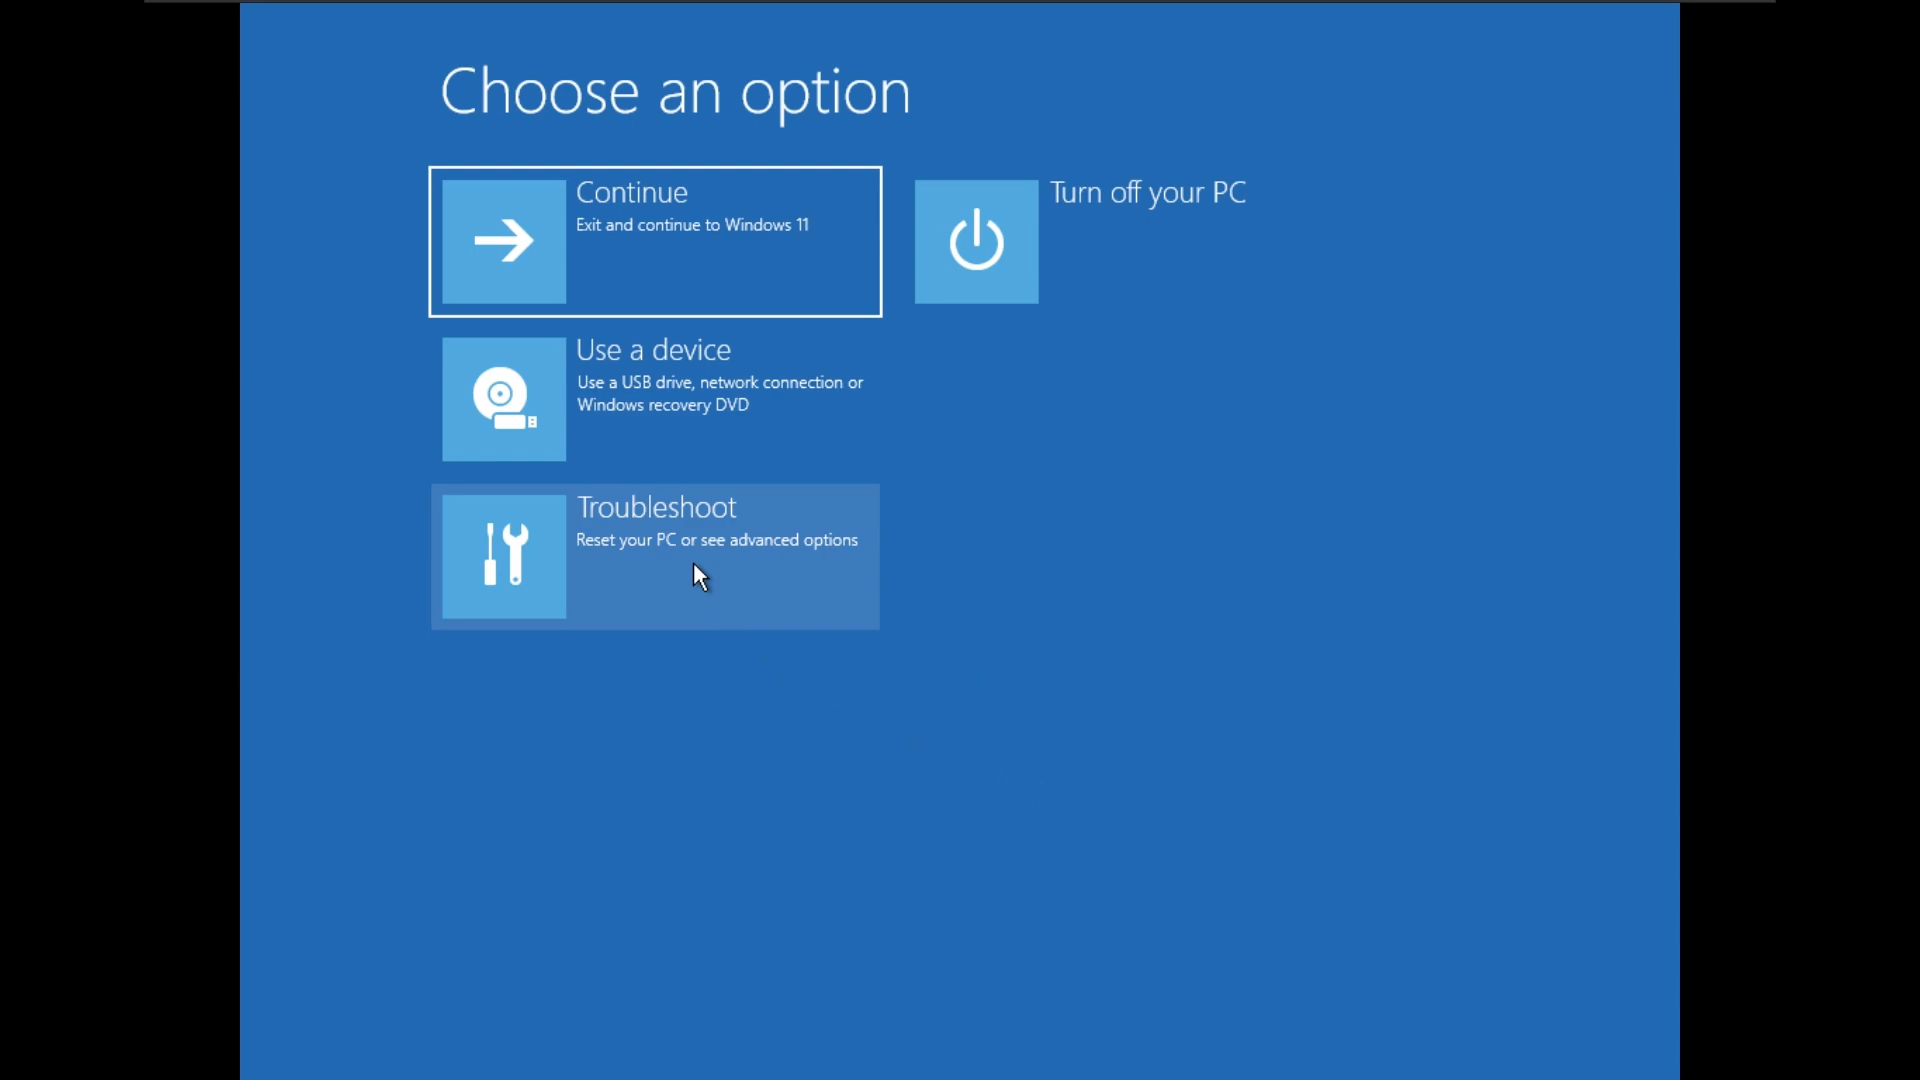 Choose an option
Continue
Exit and continue to Windows 11
Turn off your PC
Use a device
Use a USB drive, network connection or
Windows recovery DVD
Troubleshoot
Reset your PC or see advanced options